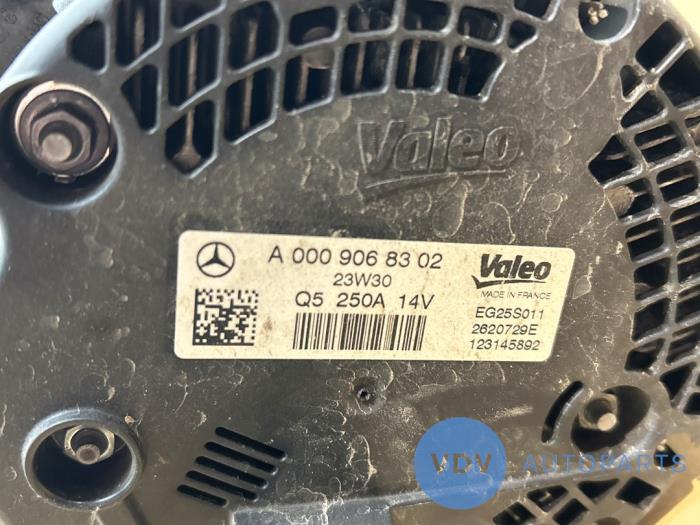 Valeo
A 000 906 83 02
23W30
Q5 250A 14V
Valeo
MADE IN FRANCE
EG25S011
2620729E
123145892
VDV AUTOPARTS